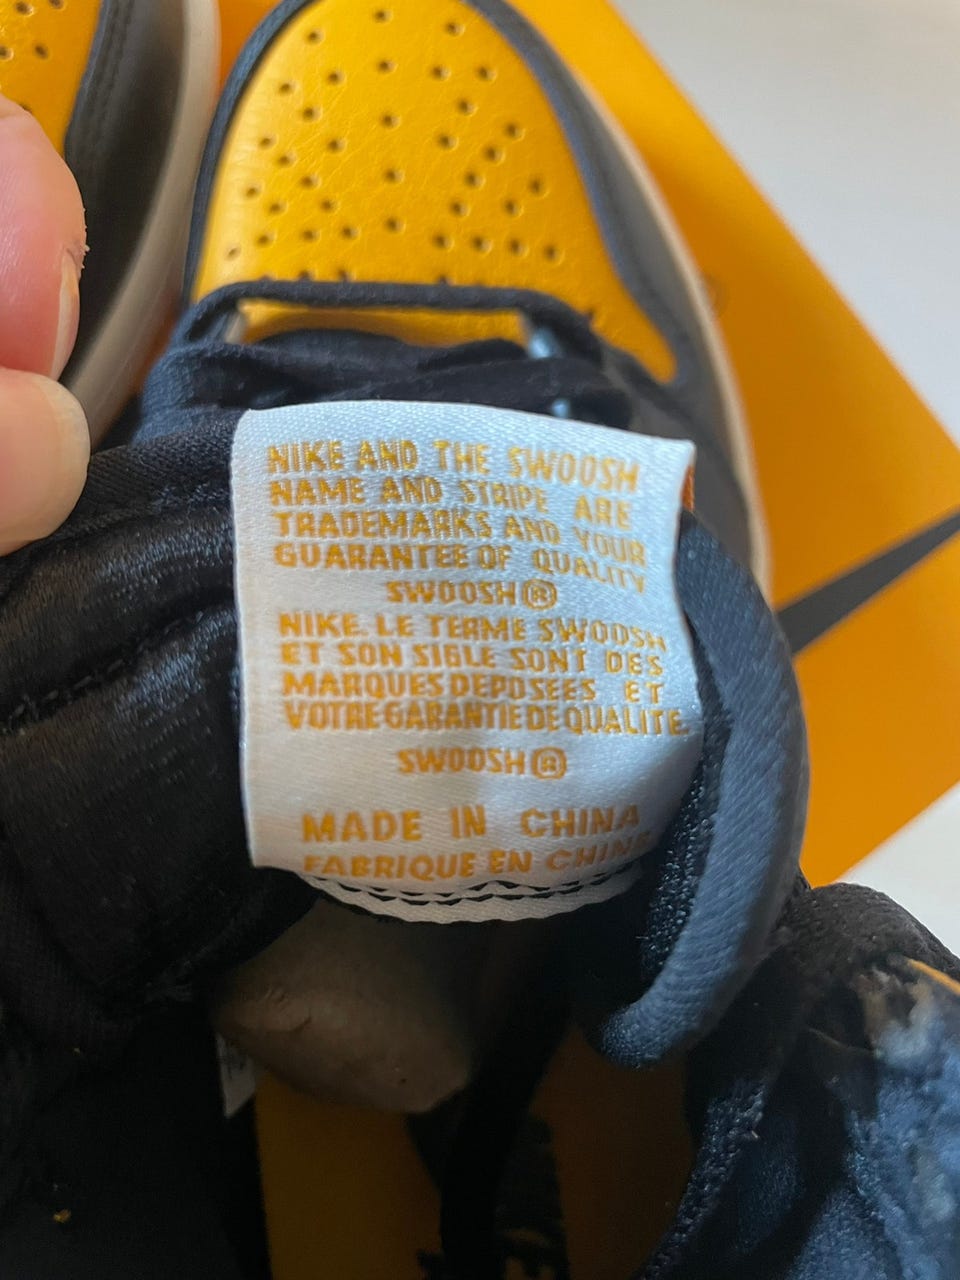 NIKE AND THE SWOOSH
NAME AND STRIPE ARE
TRADEMARKS AND YOUR
GUARANTEE OF QUALITY
SWOOSH®
NIKE. LE TERME SWOOSH
ET SON SIGLE SONT DES
MARQUES DEPOSEES ET
VOTRE GARANTIE DE QUALITE.
SWOOSH®
MADE IN CHINA
FABRIQUE EN CHINE